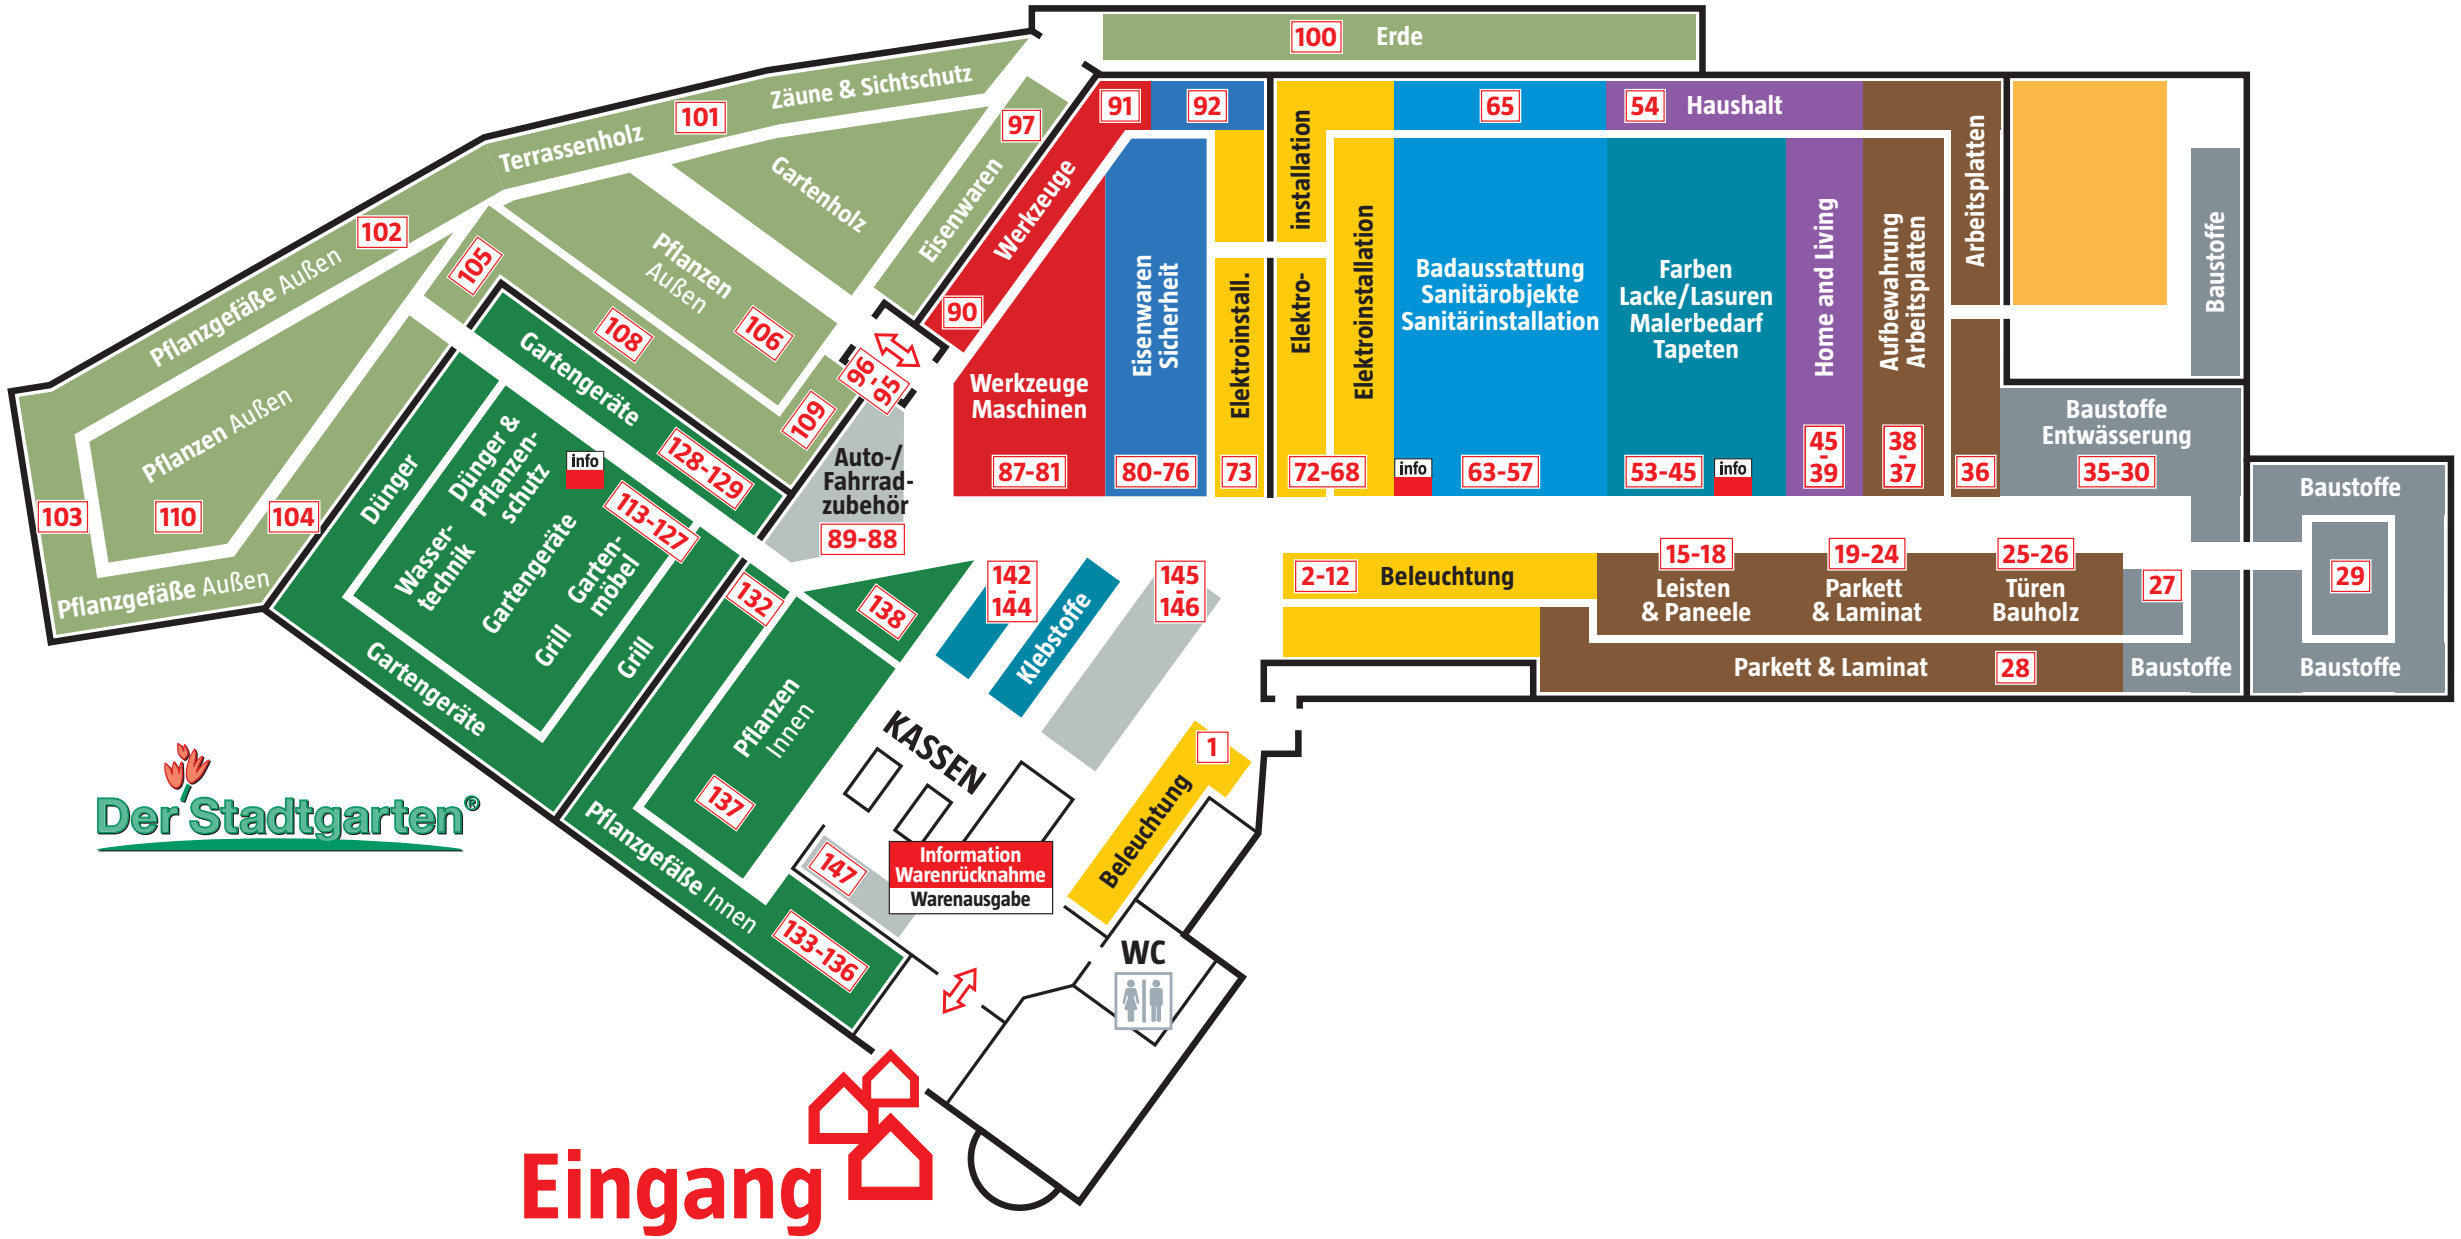 100
Erde
Zäune & Sichtschutz
101
Terrassenholz
97
91
92
65
54
Haushalt
102
Gartenholz
Eisenwaren
Werkzeuge
90
Elektro-
installation
Arbeitsplatten
Baustoffe
Pflanzgefäße Außen
105
Pflanzen
Außen
106
108
109
96-
95
Pflanzen Außen
103
110
104
Pflanzgefäße Außen
Gartengeräte
128-129
Dünger
Dünger &
Pflanzen-
schutz
info
113-127
Wasser-
technik
Gartengeräte
Garten-
möbel
Grill
Grill
Gartengeräte
Auto-/
Fahrrad-
zubehör
89-88
Werkzeuge
Maschinen
87-81
Eisenwaren
Sicherheit
80-76
Elektroinstall.
73
72-68
Elektroinstallation
info
Badausstattung
Sanitärobjekte
Sanitärinstallation
63-57
Farben
Lacke/Lasuren
Malerbedarf
Tapeten
53-45
info
Home and Living
45
-
39
Aufbewahrung
Arbeitsplatten
38
-
37
36
Baustoffe
Entwässerung
35-30
Baustoffe
29
Baustoffe
2-12
Beleuchtung
15-18
Leisten
& Paneele
19-24
Parkett
& Laminat
25-26
Türen
Bauholz
27
Parkett & Laminat
28
Baustoffe
132
138
142
-
144
Klebstoffe
145
-
146
Pflanzen
Innen
137
KASSEN
1
Beleuchtung
Pflanzgefäße Innen
133-136
147
Information
Warenrücknahme
Warenausgabe
WC
Der Stadtgarten®
Eingang